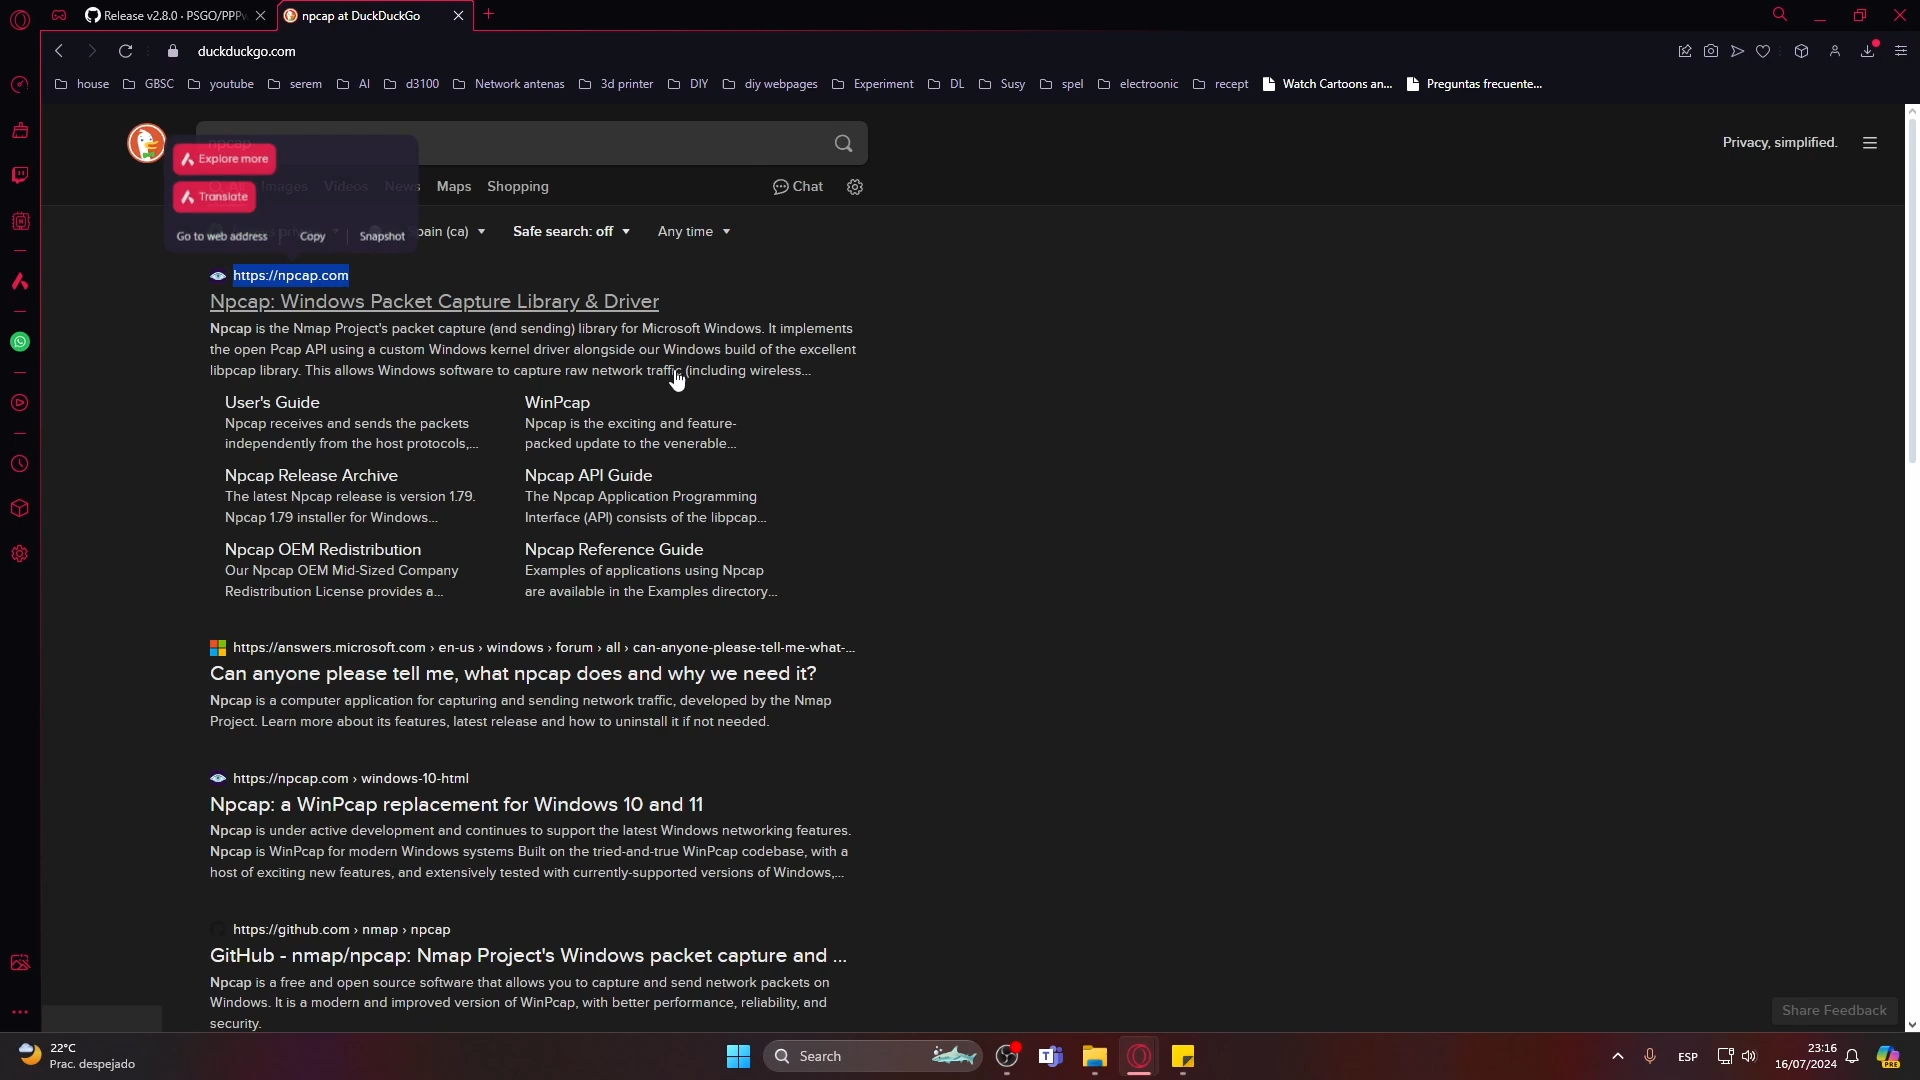 Release v2.8.0 · PSGO/PPPw
npcap at DuckDuckGo
duckduckgo.com
house
GBSC
youtube
serem
AI
d3100
Network antenas
3d printer
DIY
diy webpages
Experiment
DL
Susy
spel
electroonic
recept
Watch Cartoons an...
Preguntas frecuente...
npcap
Explore more
Privacy, simplified.
All
Images
Videos
News
Maps
Shopping
Chat
Translate
Go to web address
Copy
Snapshot
pain (ca)
Safe search: off
Any time
https://npcap.com
Npcap: Windows Packet Capture Library & Driver
Npcap is the Nmap Project's packet capture (and sending) library for Microsoft Windows. It implements
the open Pcap API using a custom Windows kernel driver alongside our Windows build of the excellent
libpcap library. This allows Windows software to capture raw network traffic (including wireless...
User's Guide
Npcap receives and sends the packets
independently from the host protocols,...
WinPcap
Npcap is the exciting and feature-
packed update to the venerable...
Npcap Release Archive
The latest Npcap release is version 1.79.
Npcap 1.79 installer for Windows...
Npcap API Guide
The Npcap Application Programming
Interface (API) consists of the libpcap...
Npcap OEM Redistribution
Our Npcap OEM Mid-Sized Company
Redistribution License provides a...
Npcap Reference Guide
Examples of applications using Npcap
are available in the Examples directory...
https://answers.microsoft.com › en-us › windows › forum › all › can-anyone-please-tell-me-what-...
Can anyone please tell me, what npcap does and why we need it?
Npcap is a computer application for capturing and sending network traffic, developed by the Nmap
Project. Learn more about its features, latest release and how to uninstall it if not needed.
https://npcap.com › windows-10-html
Npcap: a WinPcap replacement for Windows 10 and 11
Npcap is under active development and continues to support the latest Windows networking features.
Npcap is WinPcap for modern Windows systems Built on the tried-and-true WinPcap codebase, with a
host of exciting new features, and extensively tested with currently-supported versions of Windows,...
https://github.com › nmap › npcap
GitHub - nmap/npcap: Nmap Project's Windows packet capture and ...
Npcap is a free and open source software that allows you to capture and send network packets on
Windows. It is a modern and improved version of WinPcap, with better performance, reliability, and
security.
Share Feedback
22°C
Prac. despejado
Search
ESP
23:16
16/07/2024
PRE